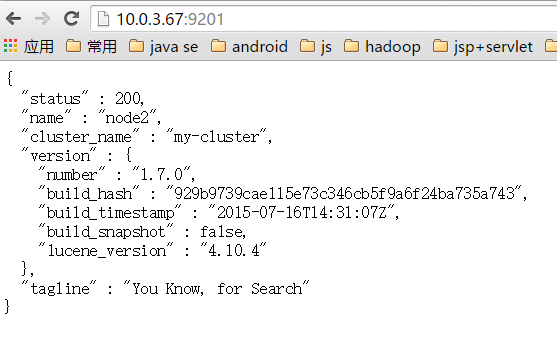 10.0.3.67:9201
应用 常用 java se android js hadoop jsp+servlet
{
"status" : 200,
"name" : "node2",
"cluster_name" : "my-cluster",
"version" : {
"number" : "1.7.0",
"build_hash" : "929b9739cae115e73c346cb5f9a6f24ba735a743",
"build_timestamp" : "2015-07-16T14:31:07Z",
"build_snapshot" : false,
"lucene_version" : "4.10.4"
},
"tagline" : "You Know, for Search"
}